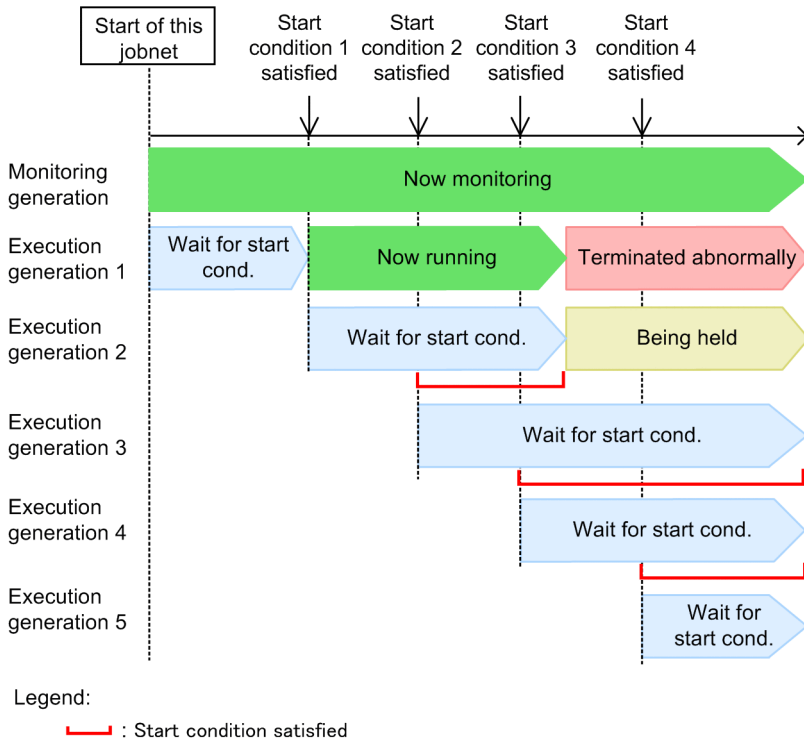 Start of this
jobnet
Start
condition 1
satisfied
Start
condition 2
satisfied
Start
condition 3
satisfied
Start
condition 4
satisfied
Monitoring
generation
Now monitoring
Execution
generation 1
Wait for start
cond.
Now running
Terminated abnormally
Execution
generation 2
Wait for start cond.
Being held
Execution
generation 3
Wait for start cond.
Execution
generation 4
Wait for start cond.
Execution
generation 5
Wait for
start cond.
Legend:
: Start condition satisfied